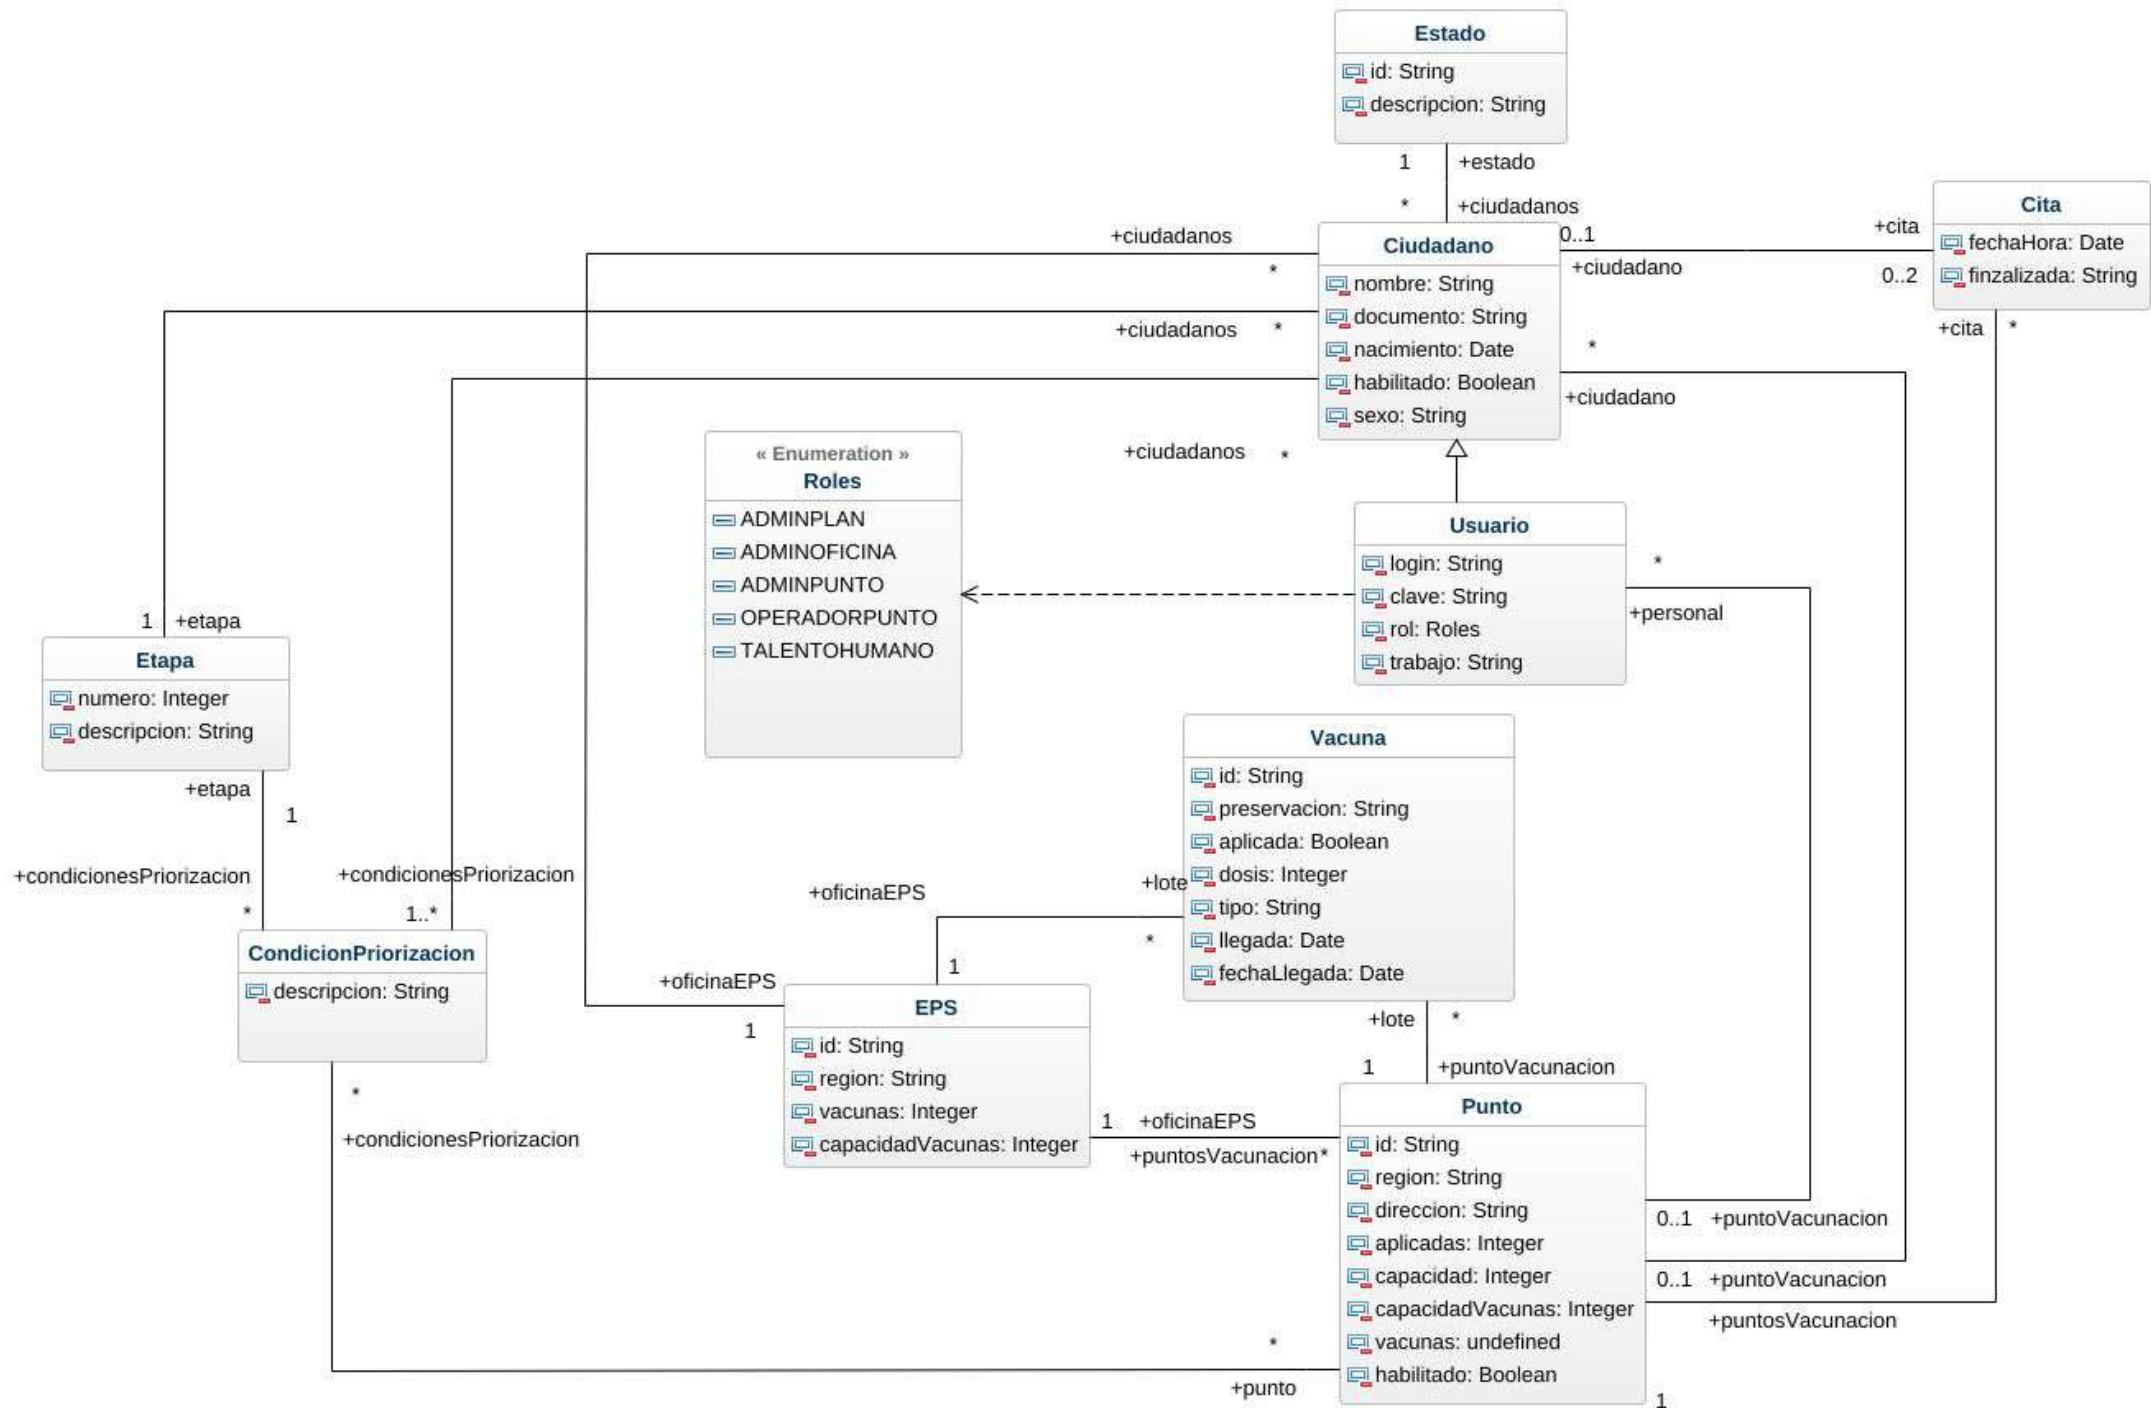 Estado
id: String
descripcion: String
1
+estado
*
+ciudadanos
Cita
fechaHora: Date
finzalizada: String
+cita
0..2
0..1
+ciudadano
+cita
*
Ciudadano
nombre: String
documento: String
nacimiento: Date
habilitado: Boolean
sexo: String
+ciudadanos
*
+ciudadanos
*
+ciudadanos
*
*
+ciudadano
« Enumeration »
Roles
ADMINPLAN
ADMINOFICINA
ADMINPUNTO
OPERADORPUNTO
TALENTOHUMANO
Usuario
login: String
clave: String
rol: Roles
trabajo: String
*
+personal
1
+etapa
Etapa
numero: Integer
descripcion: String
+etapa
1
+condicionesPriorizacion
*
+condicionesPriorizacion
1..*
CondicionPriorizacion
descripcion: String
*
+condicionesPriorizacion
Vacuna
id: String
preservacion: String
aplicada: Boolean
dosis: Integer
tipo: String
llegada: Date
fechaLlegada: Date
+oficinaEPS
+lote
*
1
+oficinaEPS
1
EPS
id: String
region: String
vacunas: Integer
capacidadVacunas: Integer
+lote
*
1
+puntoVacunacion
1
+oficinaEPS
+puntosVacunacion*
Punto
id: String
region: String
direccion: String
aplicadas: Integer
capacidad: Integer
capacidadVacunas: Integer
vacunas: undefined
habilitado: Boolean
0..1
+puntoVacunacion
0..1
+puntoVacunacion
+puntosVacunacion
*
+punto
1